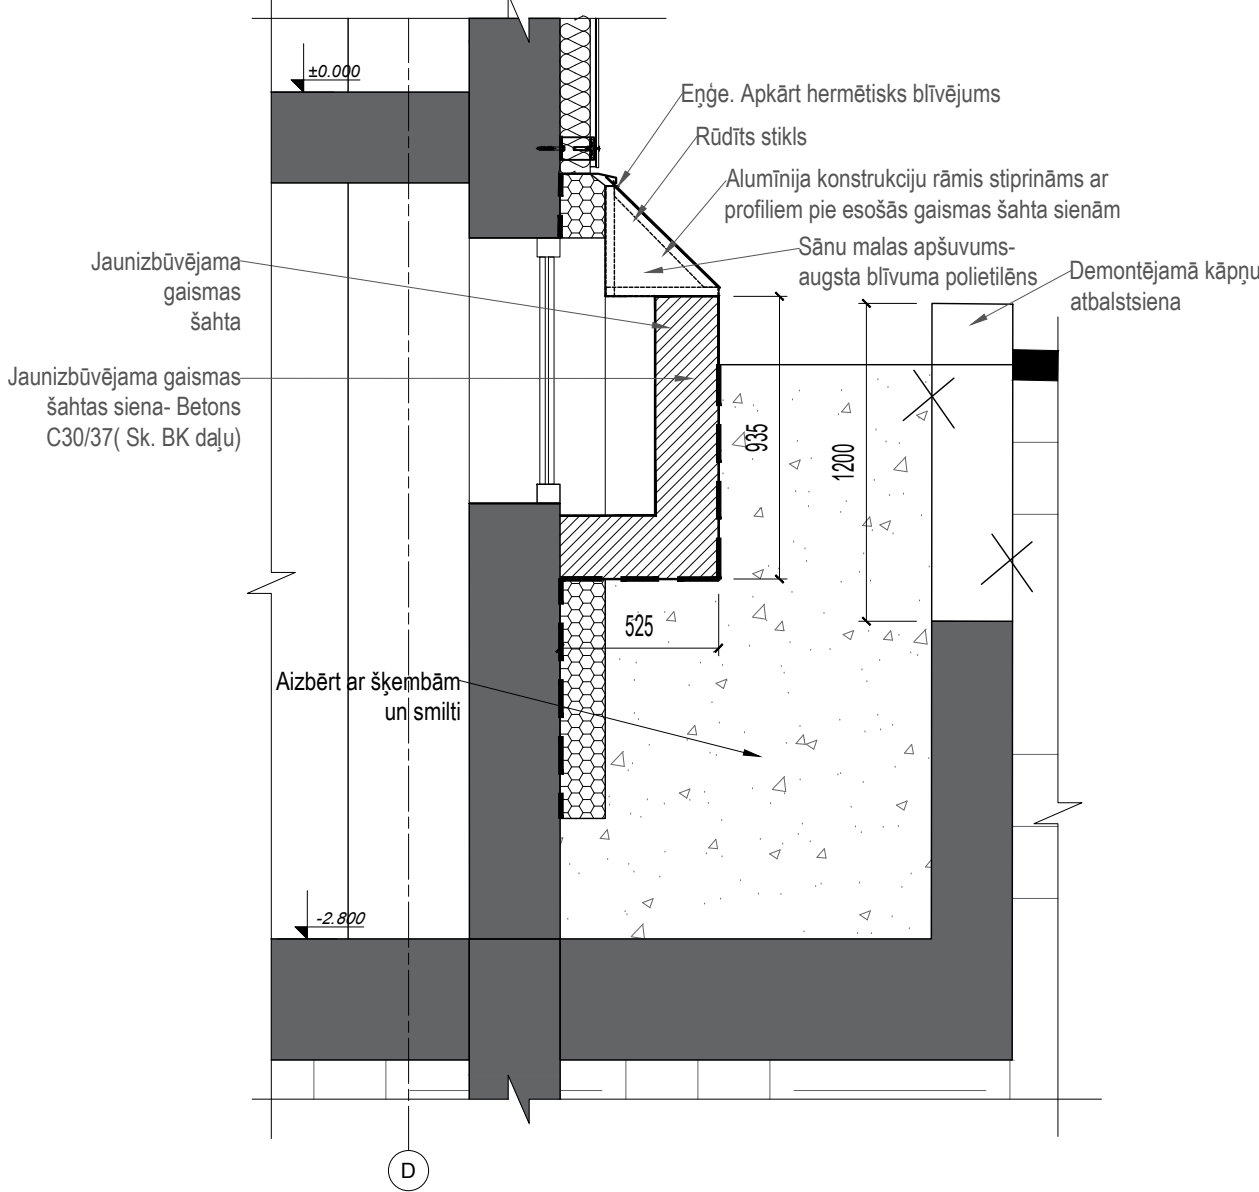 ±0.000
Eņģe. Apkārt hermētisks blīvējums
Rūdīts stikls
Alumīnija konstrukciju rāmis stiprināms ar
profiliem pie esošās gaismas šahta sienām
Sānu malas apšuvums-
augsta blīvuma polietilēns
Demontējamā kāpņu
atbalstsiena
Jaunizbūvējama
gaismas
šahta
Jaunizbūvējama gaismas
šahtas siena- Betons
C30/37( Sk. BK daļu)
935
1200
525
Aizbērt ar šķembām
un smilti
-2.800
D